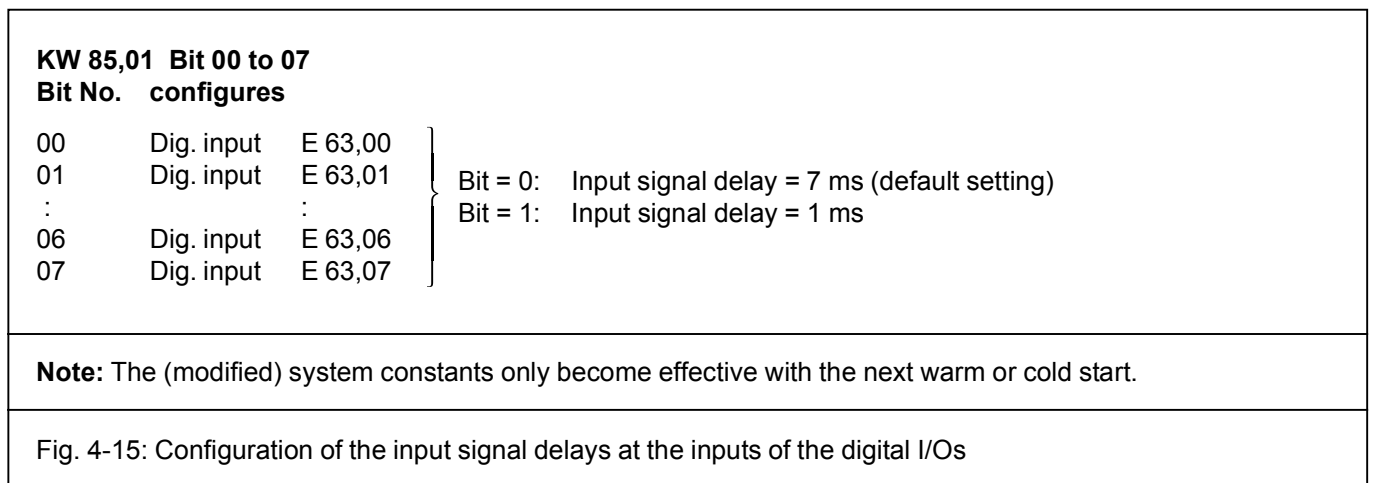 KW 85,01 Bit 00 to 07
Bit No. configures
00 Dig. input E 63,00
01 Dig. input E 63,01
: :
06 Dig. input E 63,06
07 Dig. input E 63,07
Bit = 0: Input signal delay = 7 ms (default setting)
Bit = 1: Input signal delay = 1 ms
Note: The (modified) system constants only become effective with the next warm or cold start.
Fig. 4-15: Configuration of the input signal delays at the inputs of the digital I/Os